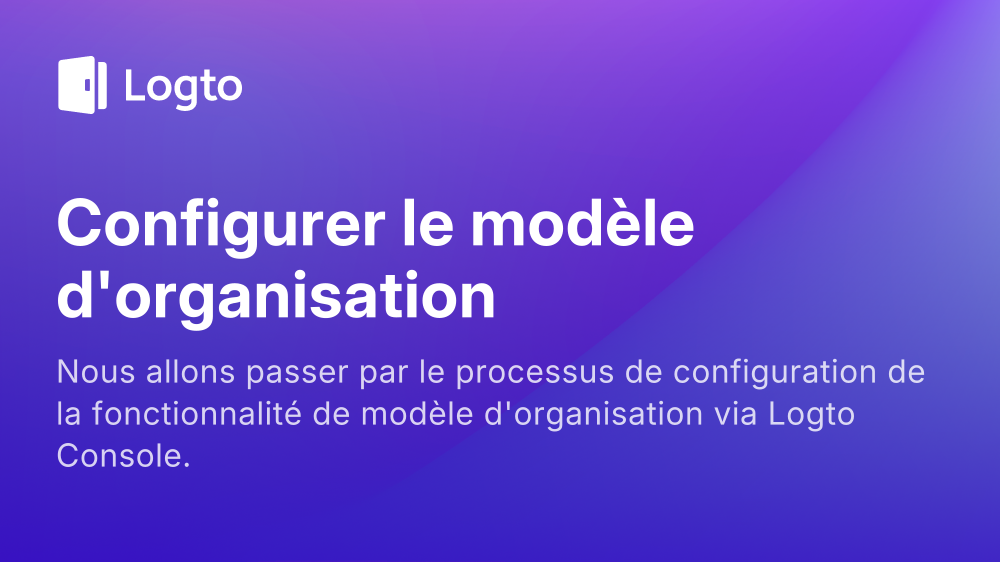 Logto
Configurer le modèle
d'organisation
Nous allons passer par le processus de configuration de
la fonctionnalité de modèle d'organisation via Logto
Console.